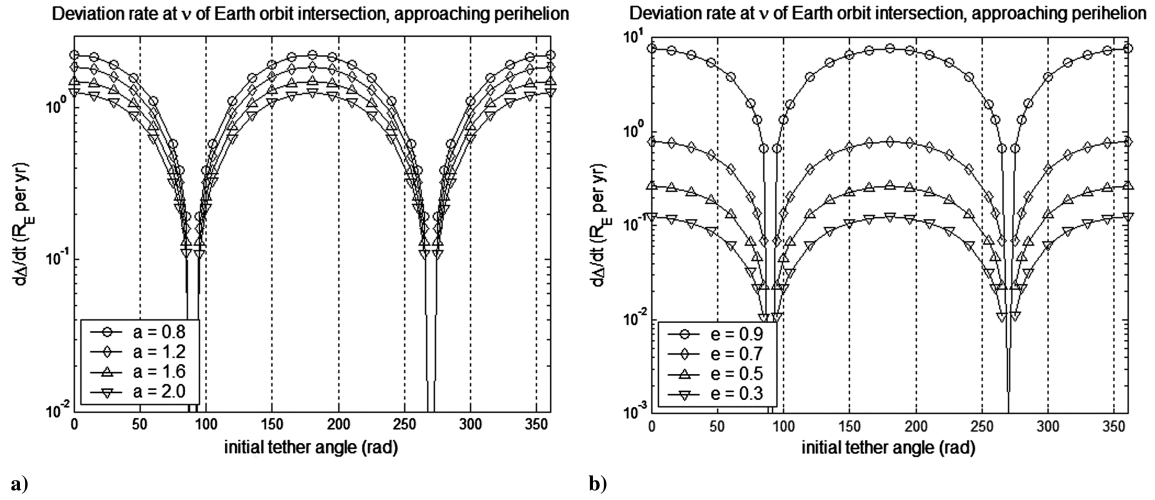 Deviation rate at ν of Earth orbit intersection, approaching perihelion
dΔ/dt (R_E per yr)
10^0
10^-1
10^-2
0 50 100 150 200 250 300 350
initial tether angle (rad)
a = 0.8
a = 1.2
a = 1.6
a = 2.0
a)
Deviation rate at ν of Earth orbit intersection, approaching perihelion
dΔ/dt (R_E per yr)
10^1
10^0
10^-1
10^-2
10^-3
0 50 100 150 200 250 300 350
initial tether angle (rad)
e = 0.9
e = 0.7
e = 0.5
e = 0.3
b)